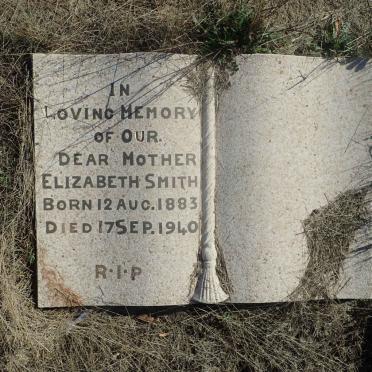 IN
LOVING MEMORY
OF OUR
DEAR MOTHER
ELIZABETH SMITH
BORN 12 AUG. 1883
DIED 17 SEP. 1940
R·I·P